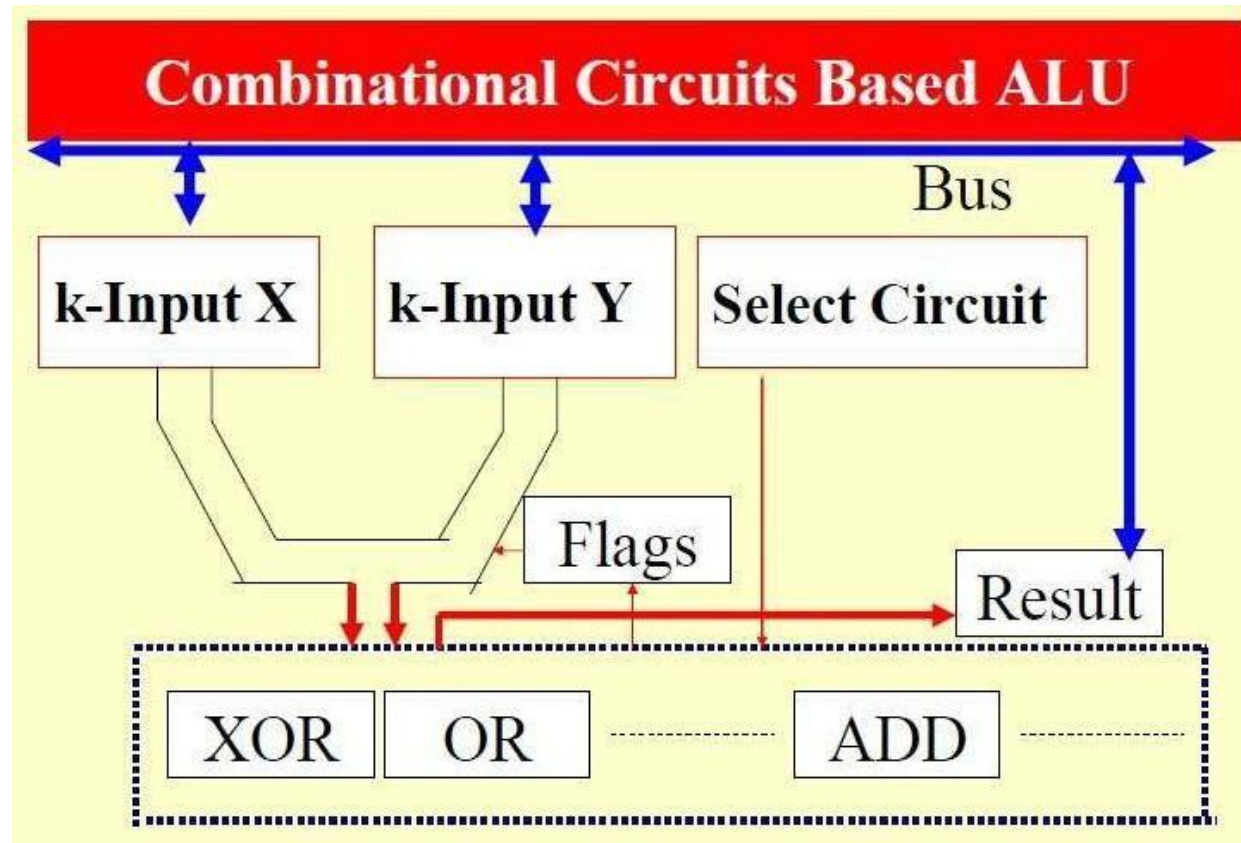 Combinational Circuits Based ALU
Bus
k-Input X
k-Input Y
Select Circuit
Flags
Result
XOR
OR
ADD